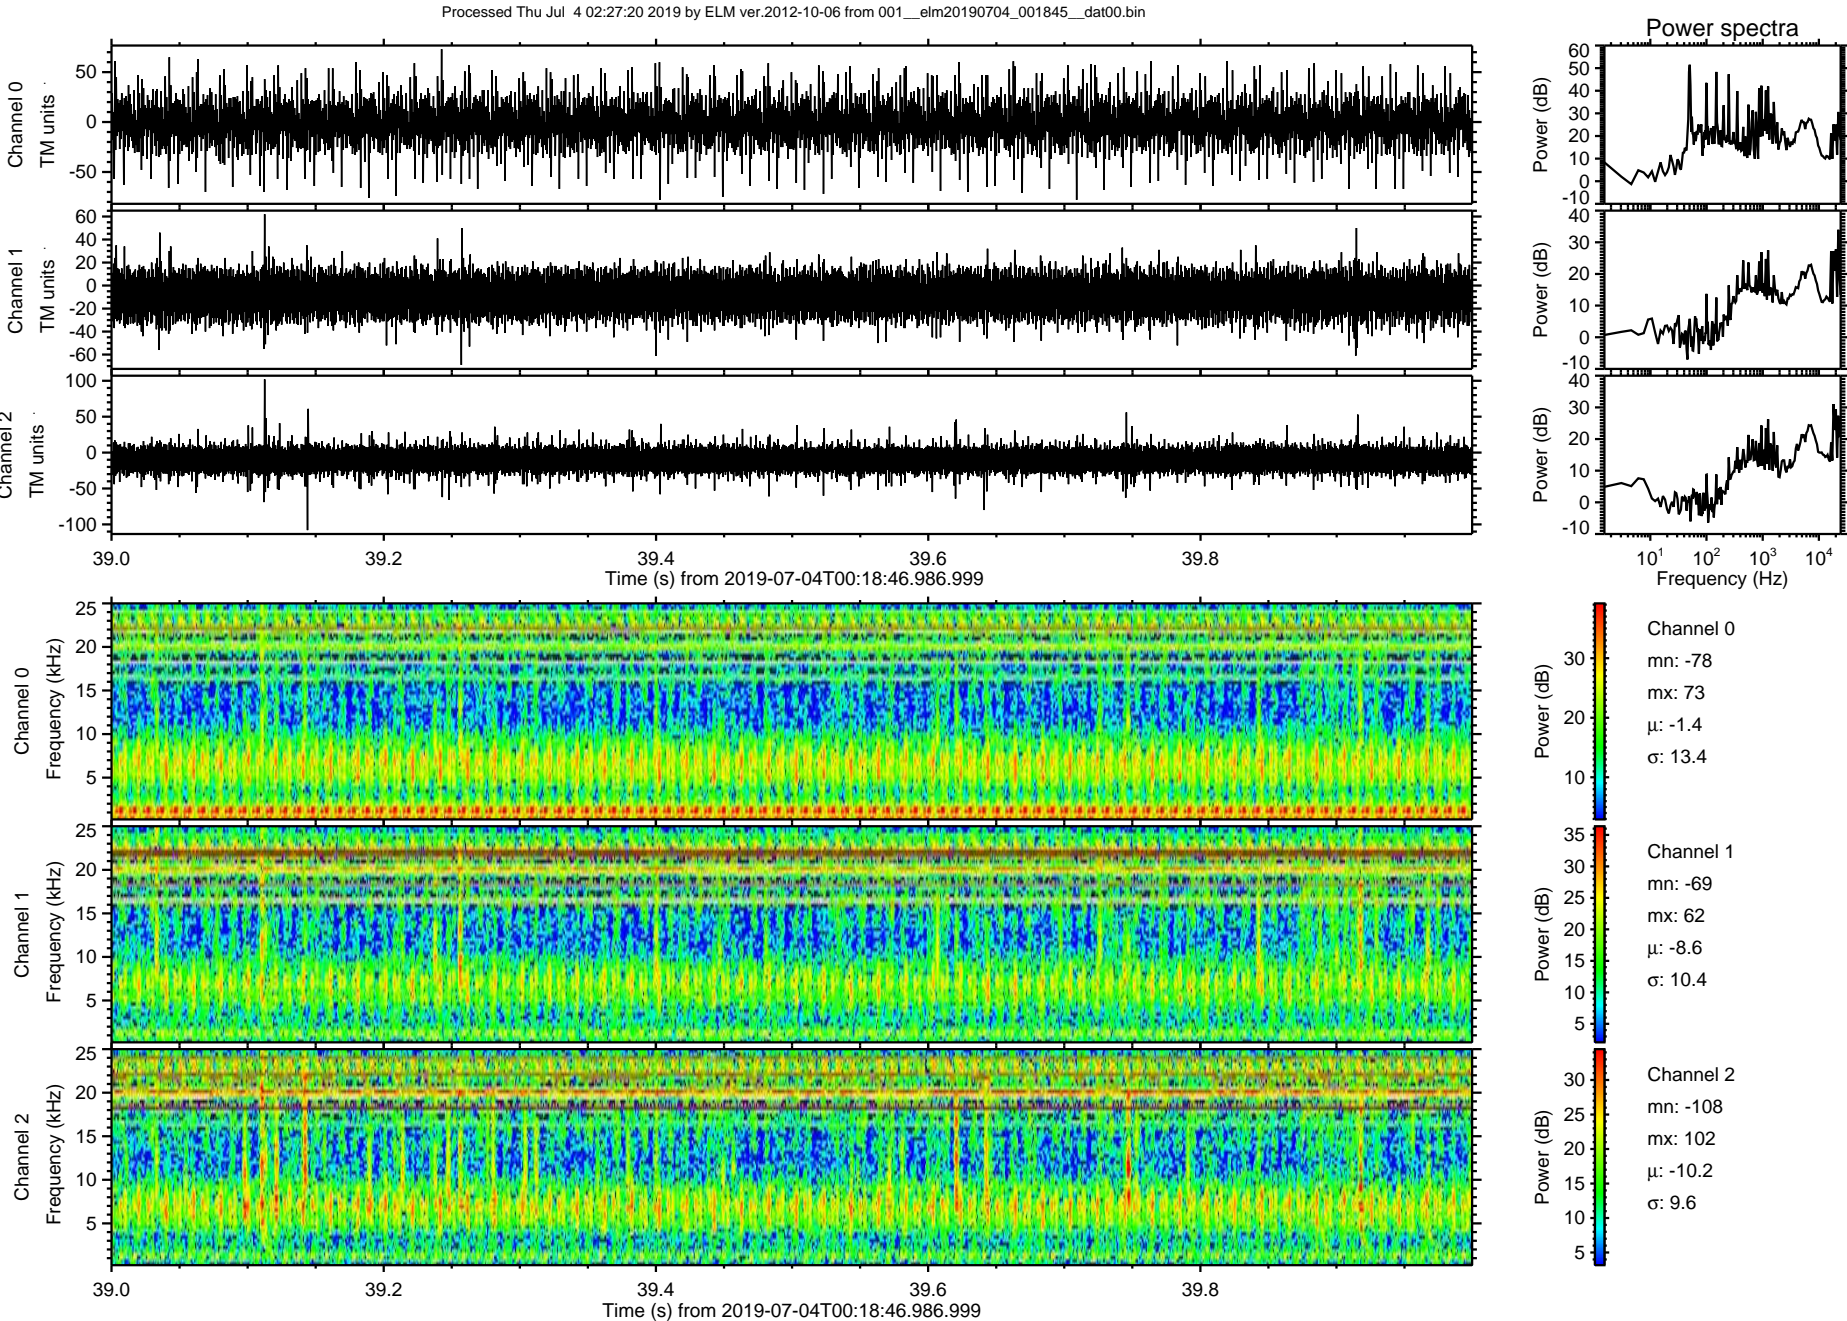 Processed Thu Jul  4 02:27:20 2019 by ELM ver.2012-10-06 from 001__elm20190704_001845__dat00.bin
Power spectra
Channel 0
TM units
50
0
-50
Power (dB)
60
50
40
30
20
10
0
-10
Channel 1
TM units
60
40
20
0
-20
-40
-60
Power (dB)
40
30
20
10
0
-10
Channel 2
TM units
100
50
0
-50
-100
Power (dB)
40
30
20
10
0
-10
39.0 39.2 39.4 39.6 39.8
Time (s) from 2019-07-04T00:18:46.986.999
10^1 10^2 10^3 10^4
Frequency (Hz)
Channel 0
Frequency (kHz)
25
20
15
10
5
Power (dB)
30
20
10
Channel 0
mn: -78
mx: 73
μ: -1.4
σ: 13.4
Channel 1
Frequency (kHz)
25
20
15
10
5
Power (dB)
35
30
25
20
15
10
5
Channel 1
mn: -69
mx: 62
μ: -8.6
σ: 10.4
Channel 2
Frequency (kHz)
25
20
15
10
5
Power (dB)
30
25
20
15
10
5
Channel 2
mn: -108
mx: 102
μ: -10.2
σ: 9.6
39.0 39.2 39.4 39.6 39.8
Time (s) from 2019-07-04T00:18:46.986.999